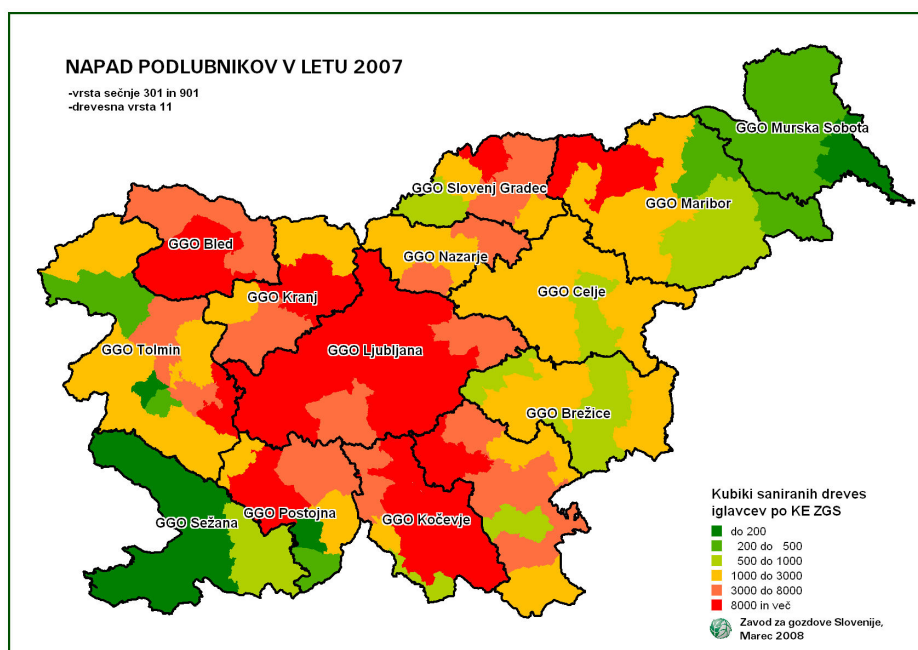 NAPAD PODLUBNIKOV V LETU 2007
-vrsta sečnje 301 in 901
-drevesna vrsta 11
GGO Murska Sobota
GGO Slovenj Gradec
GGO Maribor
GGO Bled
GGO Nazarje
GGO Celje
GGO Kranj
GGO Ljubljana
GGO Tolmin
GGO Brežice
GGO Sežana
GGO Postojna
GGO Kočevje
Kubiki saniranih dreves
iglavcev po KE ZGS
do 200
200 do 500
500 do 1000
1000 do 3000
3000 do 8000
8000 in več
Zavod za gozdove Slovenije,
Marec 2008